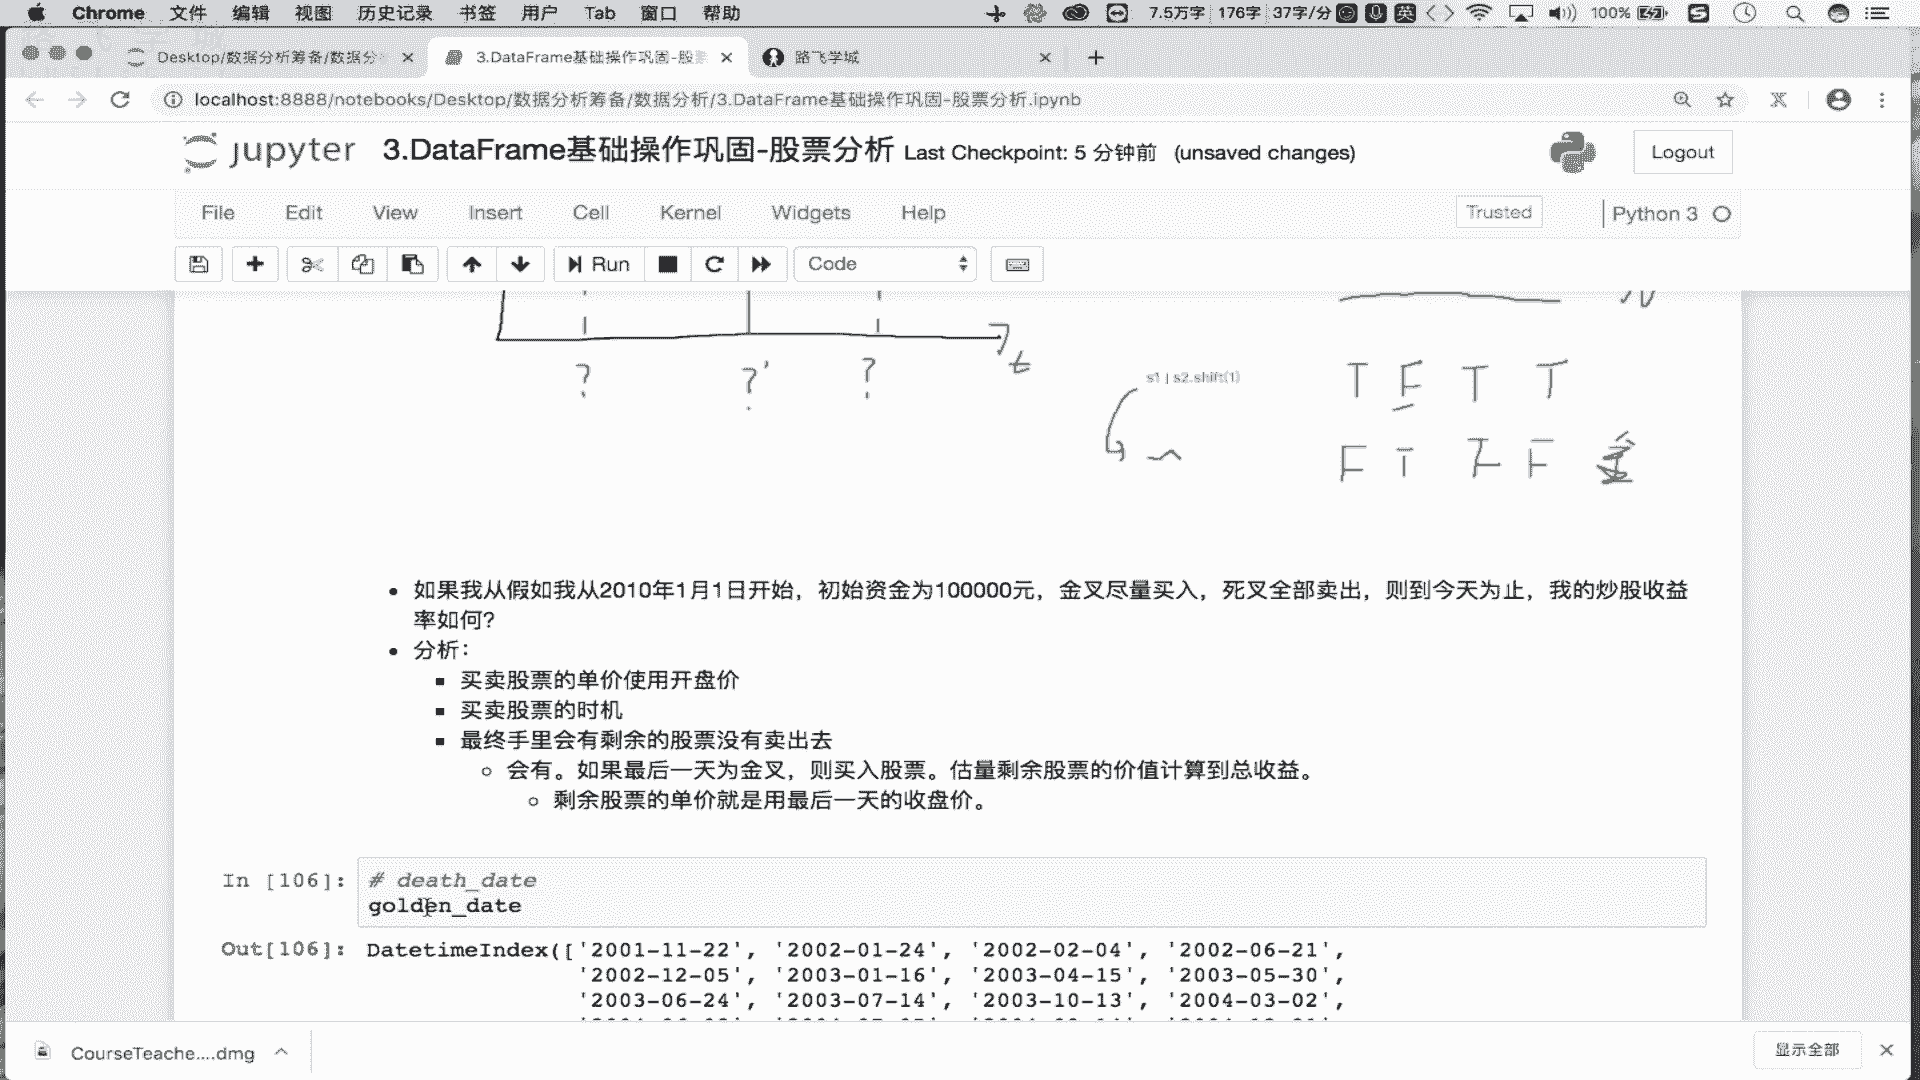 Chrome 文件 编辑 视图 历史记录 书签 用户 Tab 窗口 帮助 7.5万字 176字 37字/分 英 100%
Desktop/数据分析筹备/数据分 3.DataFrame基础操作巩固-股 路飞学城
localhost:8888/notebooks/Desktop/数据分析筹备/数据分析/3.DataFrame基础操作巩固-股票分析.ipynb
jupyter 3.DataFrame基础操作巩固-股票分析 Last Checkpoint: 5 分钟前 (unsaved changes) Logout
File Edit View Insert Cell Kernel Widgets Help Trusted Python 3
Run Code
? ?' ? t
s1 | s2.shift(1) T F T T
F T F F
如果我从假如我从2010年1月1日开始，初始资金为100000元，金叉尽量买入，死叉全部卖出，则到今天为止，我的炒股收益
率如何?
分析：
买卖股票的单价使用开盘价
买卖股票的时机
最终手里会有剩余的股票没有卖出去
会有。如果最后一天为金叉，则买入股票。估量剩余股票的价值计算到总收益。
剩余股票的单价就是用最后一天的收盘价。
In [106]: # death_date
golden_date
Out[106]: DatetimeIndex(['2001-11-22', '2002-01-24', '2002-02-04', '2002-06-21',
'2002-12-05', '2003-01-16', '2003-04-15', '2003-05-30',
'2003-06-24', '2003-07-14', '2003-10-13', '2004-03-02',
CourseTeache....dmg 显示全部